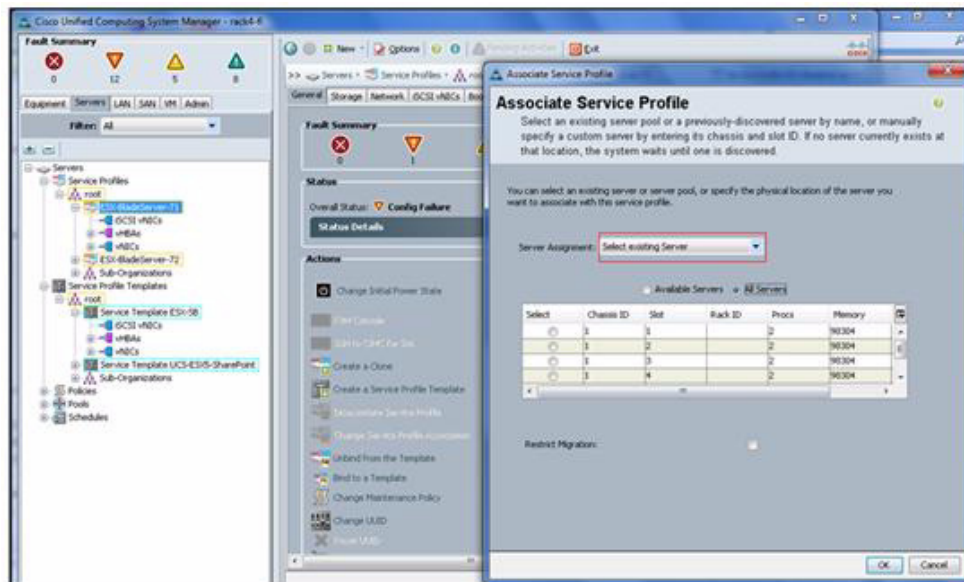 Cisco Unified Computing System Manager - rack4-6
Fault Summary
0 12 5 8
Equipment Servers LAN SAN VM Admin
Filter: All
Servers
Service Profiles
root
ESX-BladeServer-71
iSCSI vNICs
vHBAs
vNICs
ESX-BladeServer-72
Sub-Organizations
Service Profile Templates
root
Service Template ESX-5B
iSCSI vNICs
vHBAs
vNICs
Service Template UCS-ESXi5-SharePoint
Sub-Organizations
Policies
Pools
Schedules
New Options Pending Activities Exit
>> Servers Service Profiles
General Storage Network iSCSI vNICs
Fault Summary
0 1
Status
Overall Status: Config Failure
Status Details
Actions
Change Initial Power State
KVM Console
Create a Clone
Create a Service Profile Template
Disassociate Service Profile
Change Service Profile Association
Unbind from the Template
Bind to a Template
Change Maintenance Policy
Change UUID
Reset UUID
Associate Service Profile
Associate Service Profile
Select an existing server pool or a previously-discovered server by name, or manually
specify a custom server by entering its chassis and slot ID. If no server currently exists at
that location, the system waits until one is discovered.
You can select an existing server or server pool, or specify the physical location of the server you
want to associate with this service profile.
Server Assignment: Select existing Server
Available Servers All Servers
Select Chassis ID Slot Rack ID Procs Memory
1 1 2 98304
1 2 2 98304
1 3 2 98304
1 4 2 98304
Restrict Migration:
OK Cancel